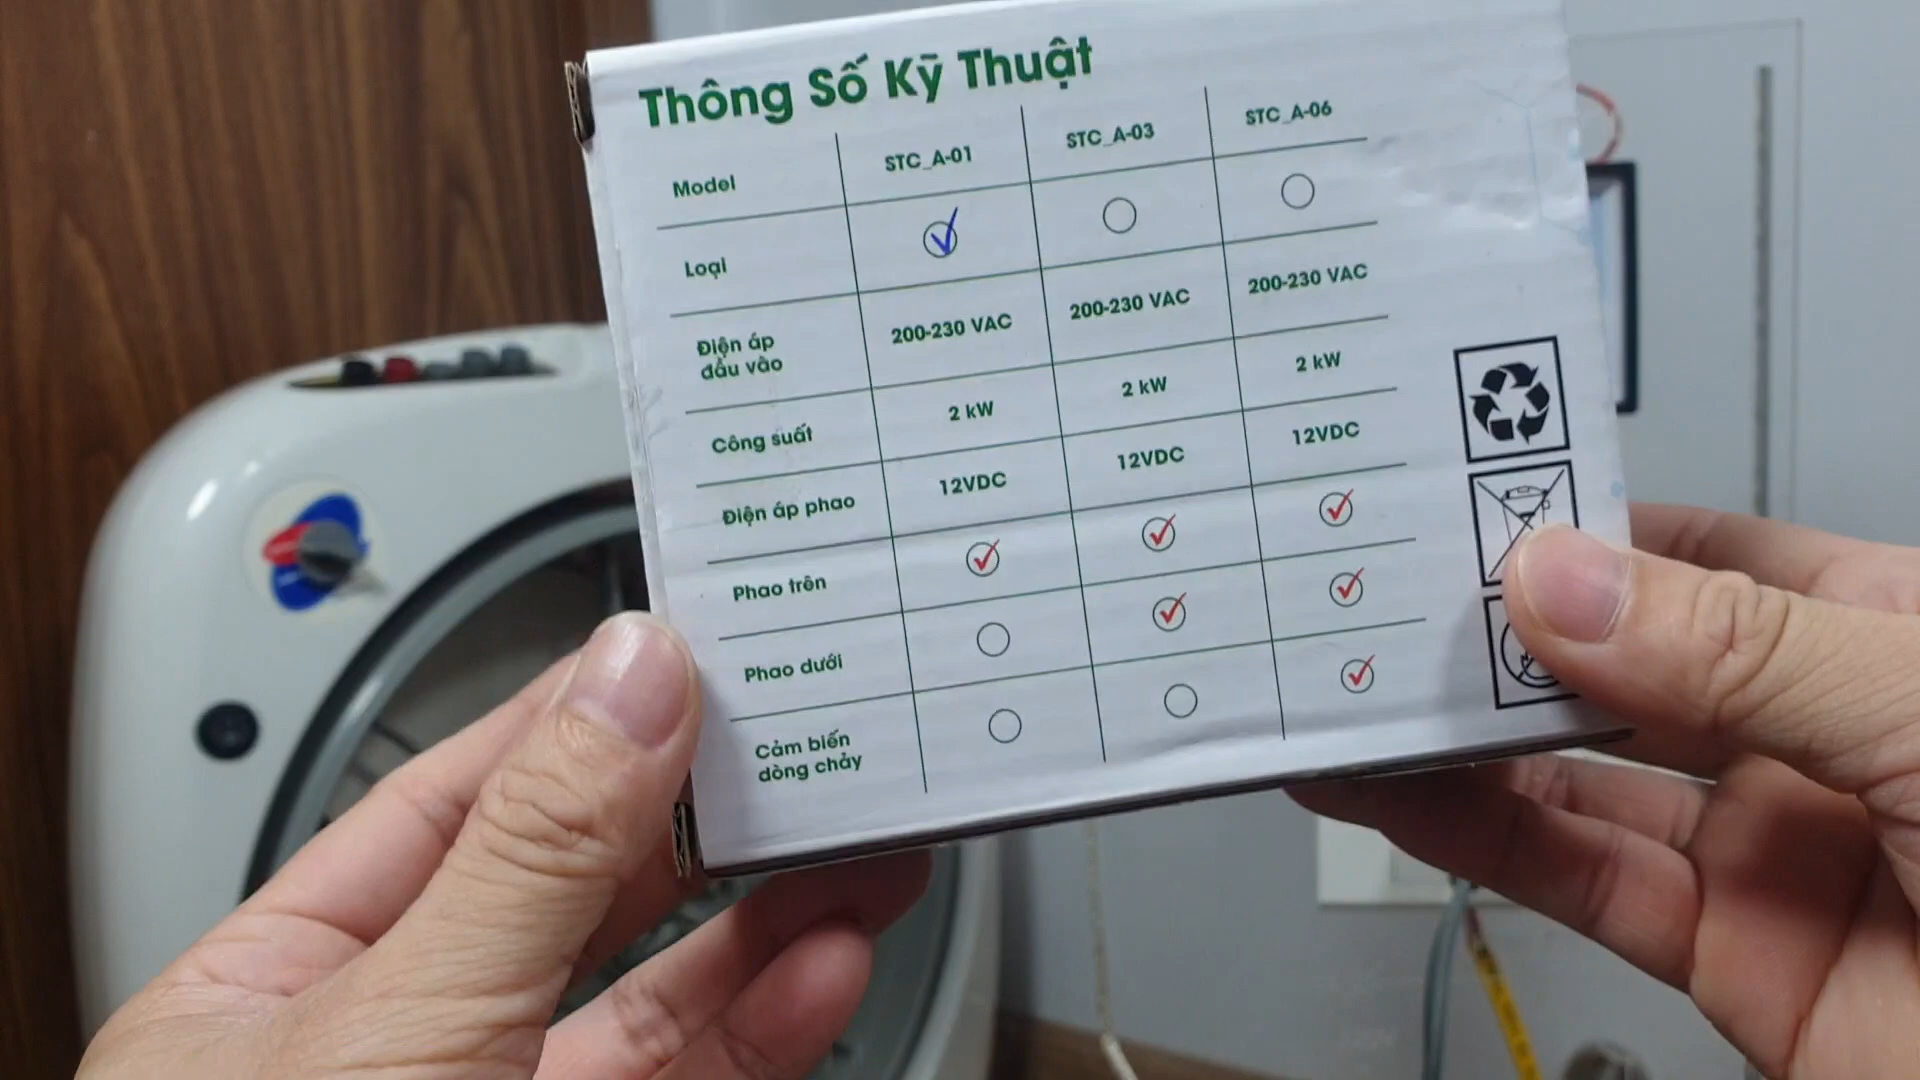 Thông Số Kỹ Thuật
Model STC_A-01 STC_A-03 STC_A-06
Loại
Điện áp
đầu vào 200-230 VAC 200-230 VAC 200-230 VAC
Công suất 2 kW 2 kW 2 kW
Điện áp phao 12VDC 12VDC 12VDC
Phao trên
Phao dưới
Cảm biến
dòng chảy